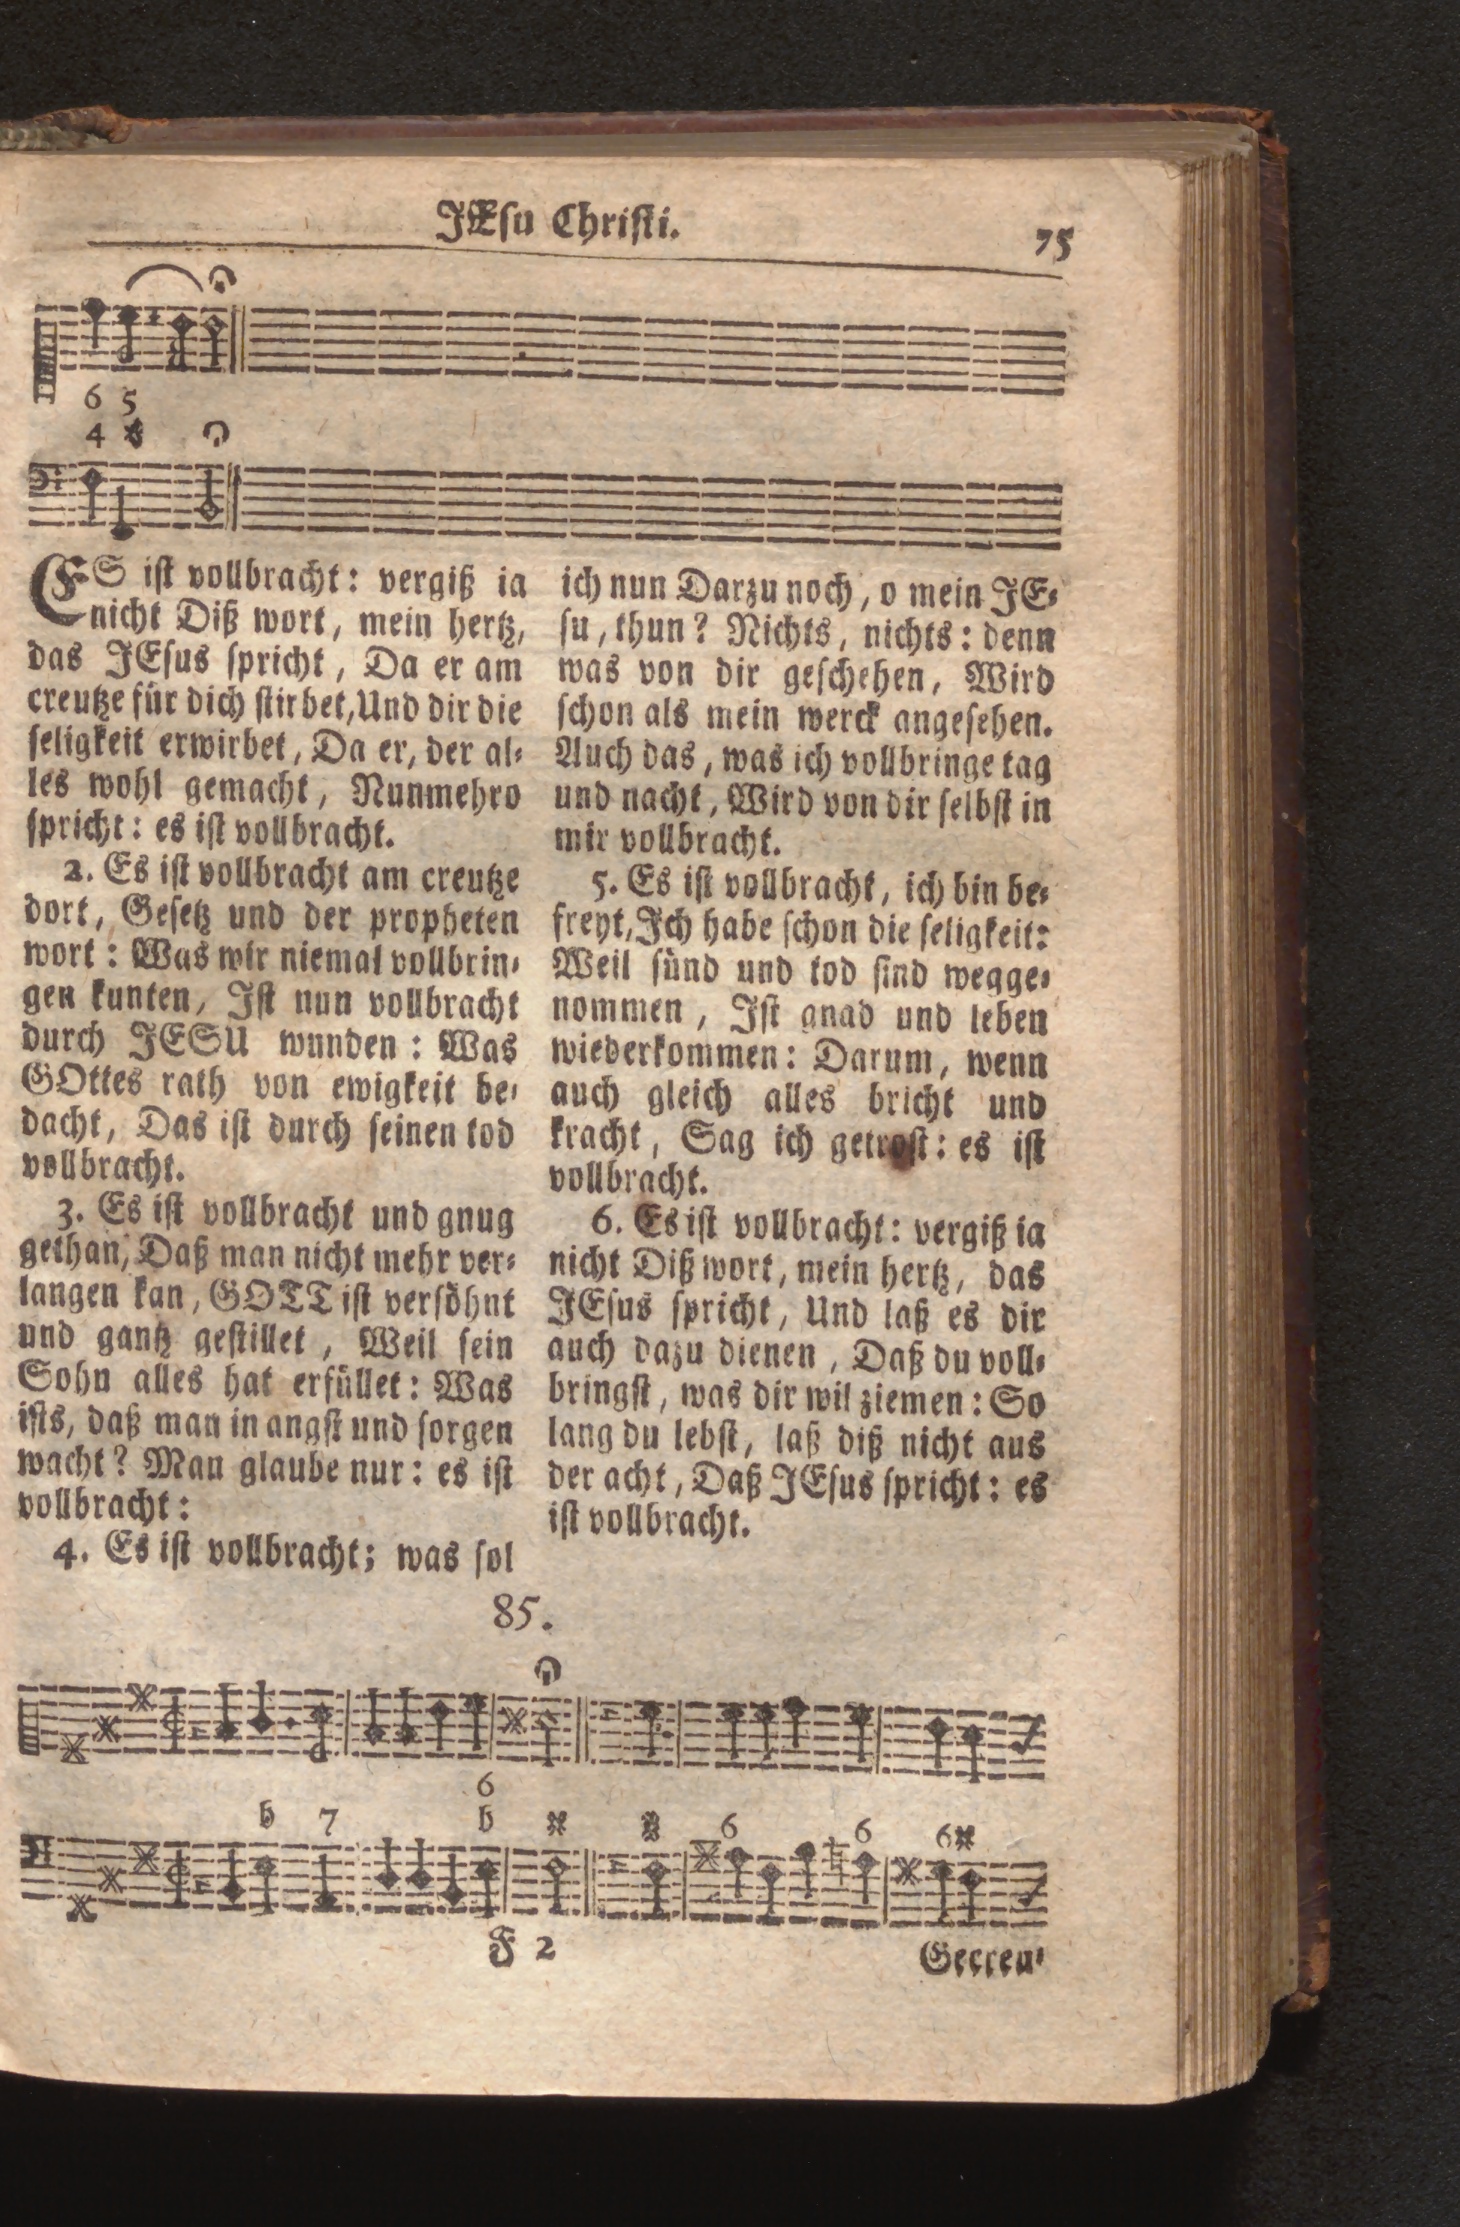 JEsu Christi.
75
6 5
4
ES ist vollbracht: vergiß ia
nicht Diß wort, mein hertz,
das JEsus spricht, Da er am
creutze für dich stirbet, Und dir die
seligkeit erwirbet, Da er, der al-
les wohl gemacht, Nunmehro
spricht: es ist vollbracht.
2. Es ist vollbracht am creutze
dort, Gesetz und der propheten
wort: Was wir niemal vollbrin-
gen kunten, Ist nun vollbracht
durch JESU wunden: Was
GOttes rath von ewigkeit be-
dacht, Das ist durch seinen tod
vollbracht.
3. Es ist vollbracht und gnug
gethan, Daß man nicht mehr ver-
langen kan, GOTT ist versöhnt
und gantz gestillet, Weil sein
Sohn alles hat erfüllet: Was
ists, daß man in angst und sorgen
wacht? Man glaube nur: es ist
vollbracht:
4. Es ist vollbracht; was sol
ich nun Darzu noch, o mein JE-
su, thun? Nichts, nichts: denn
was von dir geschehen, Wird
schon als mein werck angesehen.
Auch das, was ich vollbringe tag
und nacht, Wird von dir selbst in
mir vollbracht.
5. Es ist vollbracht, ich bin be-
freyt, Ich habe schon die seligkeit:
Weil sünd und tod sind wegge-
nommen, Ist gnad und leben
wiederkommen: Darum, wenn
auch gleich alles bricht und
kracht, Sag ich getrost: es ist
vollbracht.
6. Es ist vollbracht: vergiß ia
nicht Diß wort, mein hertz, das
JEsus spricht, Und laß es dir
auch dazu dienen, Daß du voll-
bringst, was dir wil ziemen: So
lang du lebst, laß diß nicht aus
der acht, Daß JEsus spricht: es
ist vollbracht.
85.
6
b 7 b 6 6 6
F 2